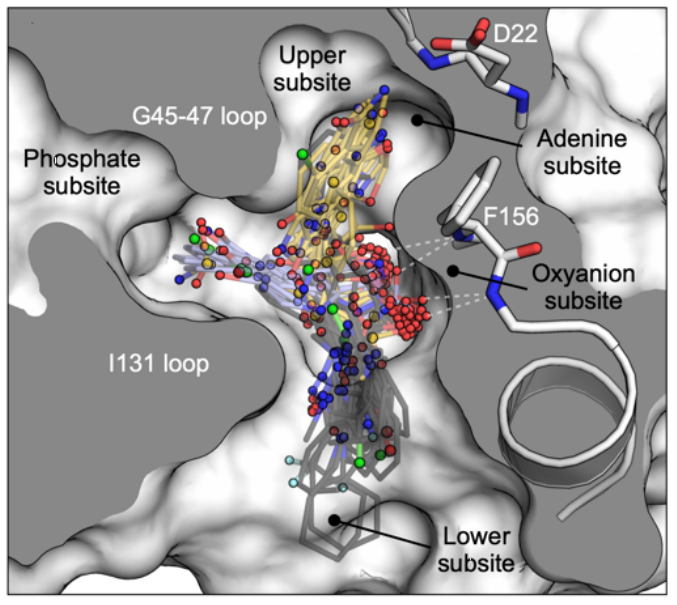 D22
Upper
subsite
G45-47 loop
Adenine
subsite
Phosphate
subsite
F156
Oxyanion
subsite
I131 loop
Lower
subsite